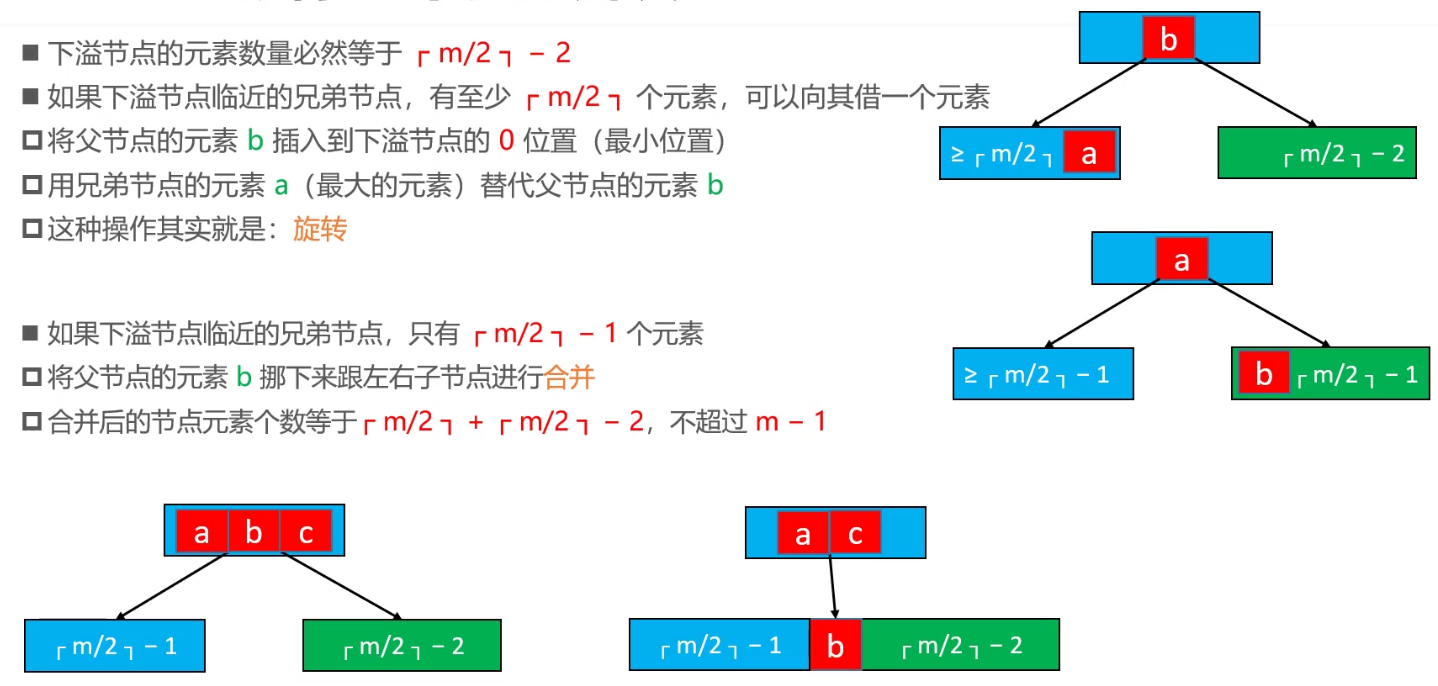 ■ 下溢节点的元素数量必然等于 ┌ m/2 ┐ − 2
■ 如果下溢节点临近的兄弟节点，有至少 ┌ m/2 ┐ 个元素，可以向其借一个元素
□ 将父节点的元素 b 插入到下溢节点的 0 位置（最小位置）
□ 用兄弟节点的元素 a（最大的元素）替代父节点的元素 b
□ 这种操作其实就是：旋转
b
≥ ┌ m/2 ┐ a
┌ m/2 ┐ − 2
a
≥ ┌ m/2 ┐ − 1
b ┌ m/2 ┐ − 1
■ 如果下溢节点临近的兄弟节点，只有 ┌ m/2 ┐ − 1 个元素
□ 将父节点的元素 b 挪下来跟左右子节点进行合并
□ 合并后的节点元素个数等于┌ m/2 ┐ + ┌ m/2 ┐ − 2，不超过 m − 1
a b c
┌ m/2 ┐ − 1
┌ m/2 ┐ − 2
a c
┌ m/2 ┐ − 1 b ┌ m/2 ┐ − 2